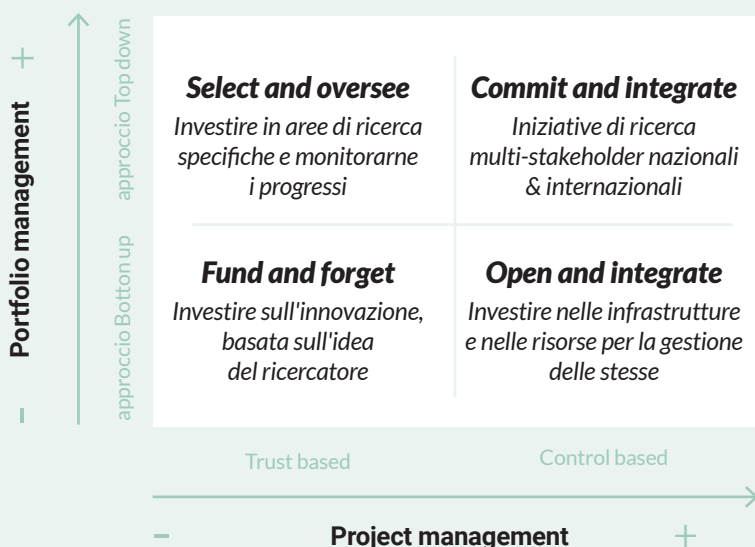 +
Portfolio management
-
approccio Top down
approccio Botton up
Select and oversee
Investire in aree di ricerca
specifiche e monitorarne
i progressi
Commit and integrate
Iniziative di ricerca
multi-stakeholder nazionali
& internazionali
Fund and forget
Investire sull'innovazione,
basata sull'idea
del ricercatore
Open and integrate
Investire nelle infrastrutture
e nelle risorse per la gestione
delle stesse
Trust based
Control based
-
Project management
+